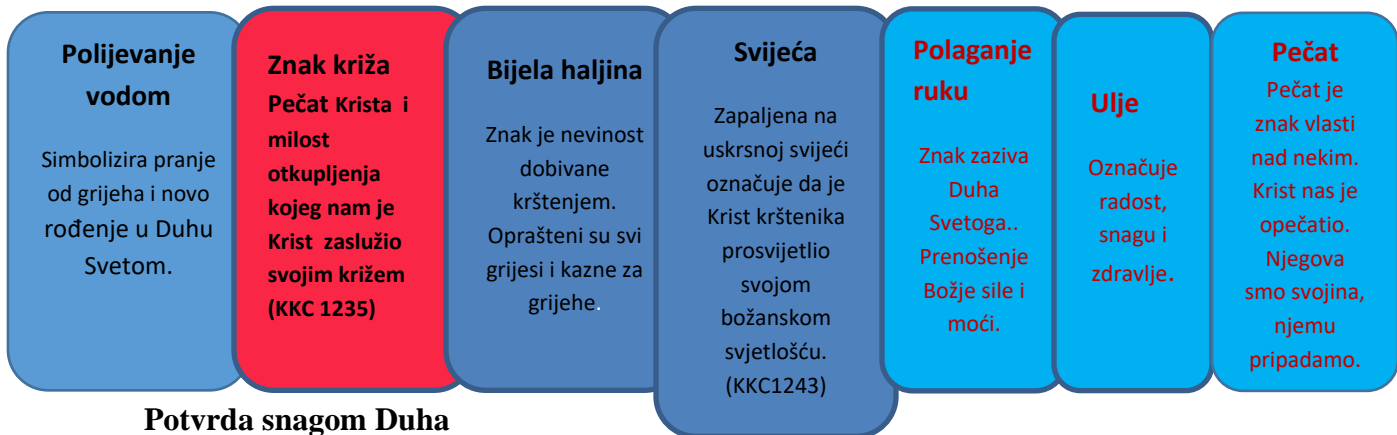 Polijevanje
vodom
Simbolizira pranje
od grijeha i novo
rođenje u Duhu
Svetom.
Znak križa
Pečat Krista i
milost
otkupljenja
kojeg nam je
Krist zaslužio
svojim križem
(KKC 1235)
Bijela haljina
Znak je nevinost
dobivane
krštenjem.
Oprašteni su svi
grijesi i kazne za
grijehe.
Svijeća
Zapaljena na
uskrsnoj svijeći
označuje da je
Krist krštenika
prosvijetlio
svojom
božanskom
svjetlošću.
(KKC1243)
Polaganje
ruku
Znak zaziva
Duha
Svetoga..
Prenošenje
Božje sile i
moći.
Ulje
Označuje
radost,
snagu i
zdravlje.
Pečat
Pečat je
znak vlasti
nad nekim.
Krist nas je
opečatio.
Njegova
smo svojina,
njemu
pripadamo.
Potvrda snagom Duha